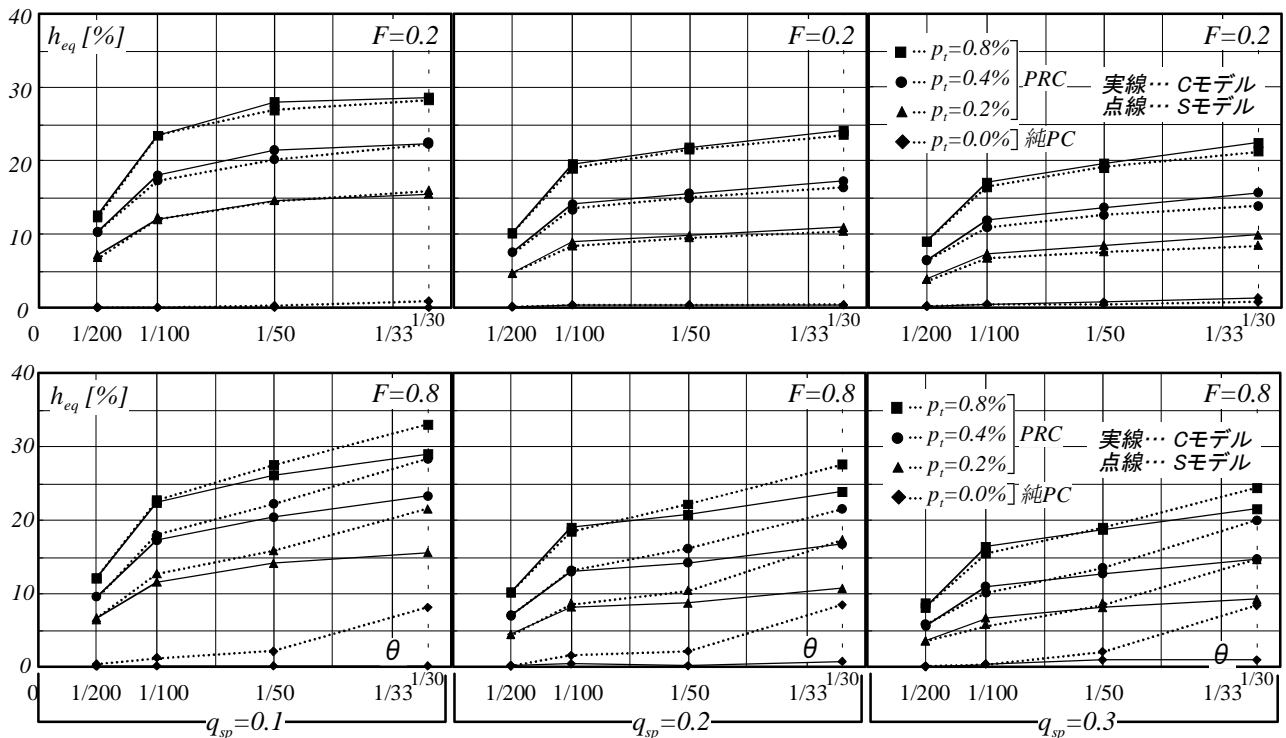 40
h_eq [%]
F=0.2
F=0.2
F=0.2
■ … p_t=0.8%
● … p_t=0.4%
PRC
▲ … p_t=0.2%
◆ … p_t=0.0%
純PC
実線… Cモデル
点線… Sモデル
30
20
10
0
0
1/200
1/100
1/50
1/33
1/30
1/200
1/100
1/50
1/33
1/30
1/200
1/100
1/50
1/33
1/30
40
h_eq [%]
F=0.8
F=0.8
F=0.8
■ … p_t=0.8%
● … p_t=0.4%
PRC
▲ … p_t=0.2%
◆ … p_t=0.0%
純PC
実線… Cモデル
点線… Sモデル
30
20
10
0
θ
θ
θ
0
1/200
1/100
1/50
1/33
1/30
1/200
1/100
1/50
1/33
1/30
1/200
1/100
1/50
1/33
1/30
q_sp=0.1
q_sp=0.2
q_sp=0.3